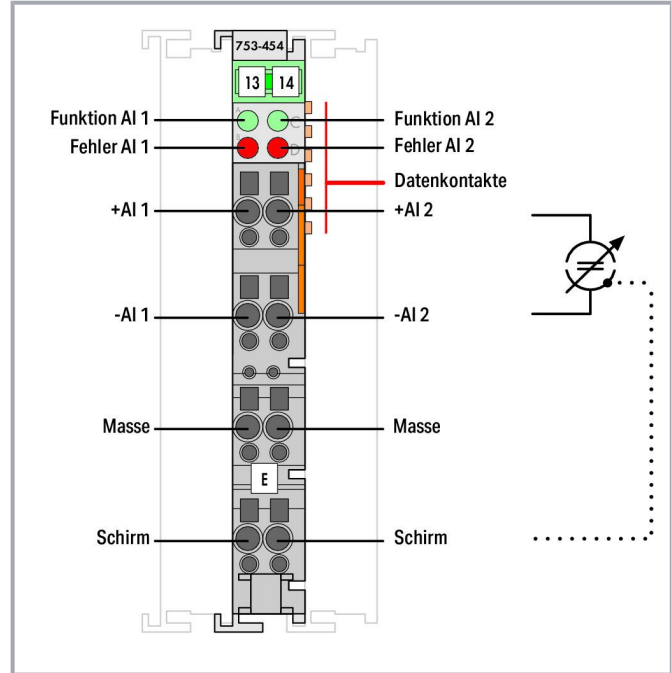 753-454
13 14
Funktion AI 1
Funktion AI 2
A
C
Fehler AI 1
Fehler AI 2
D
Datenkontakte
+AI 1
+AI 2
-AI 1
-AI 2
Masse
Masse
E
Schirm
Schirm